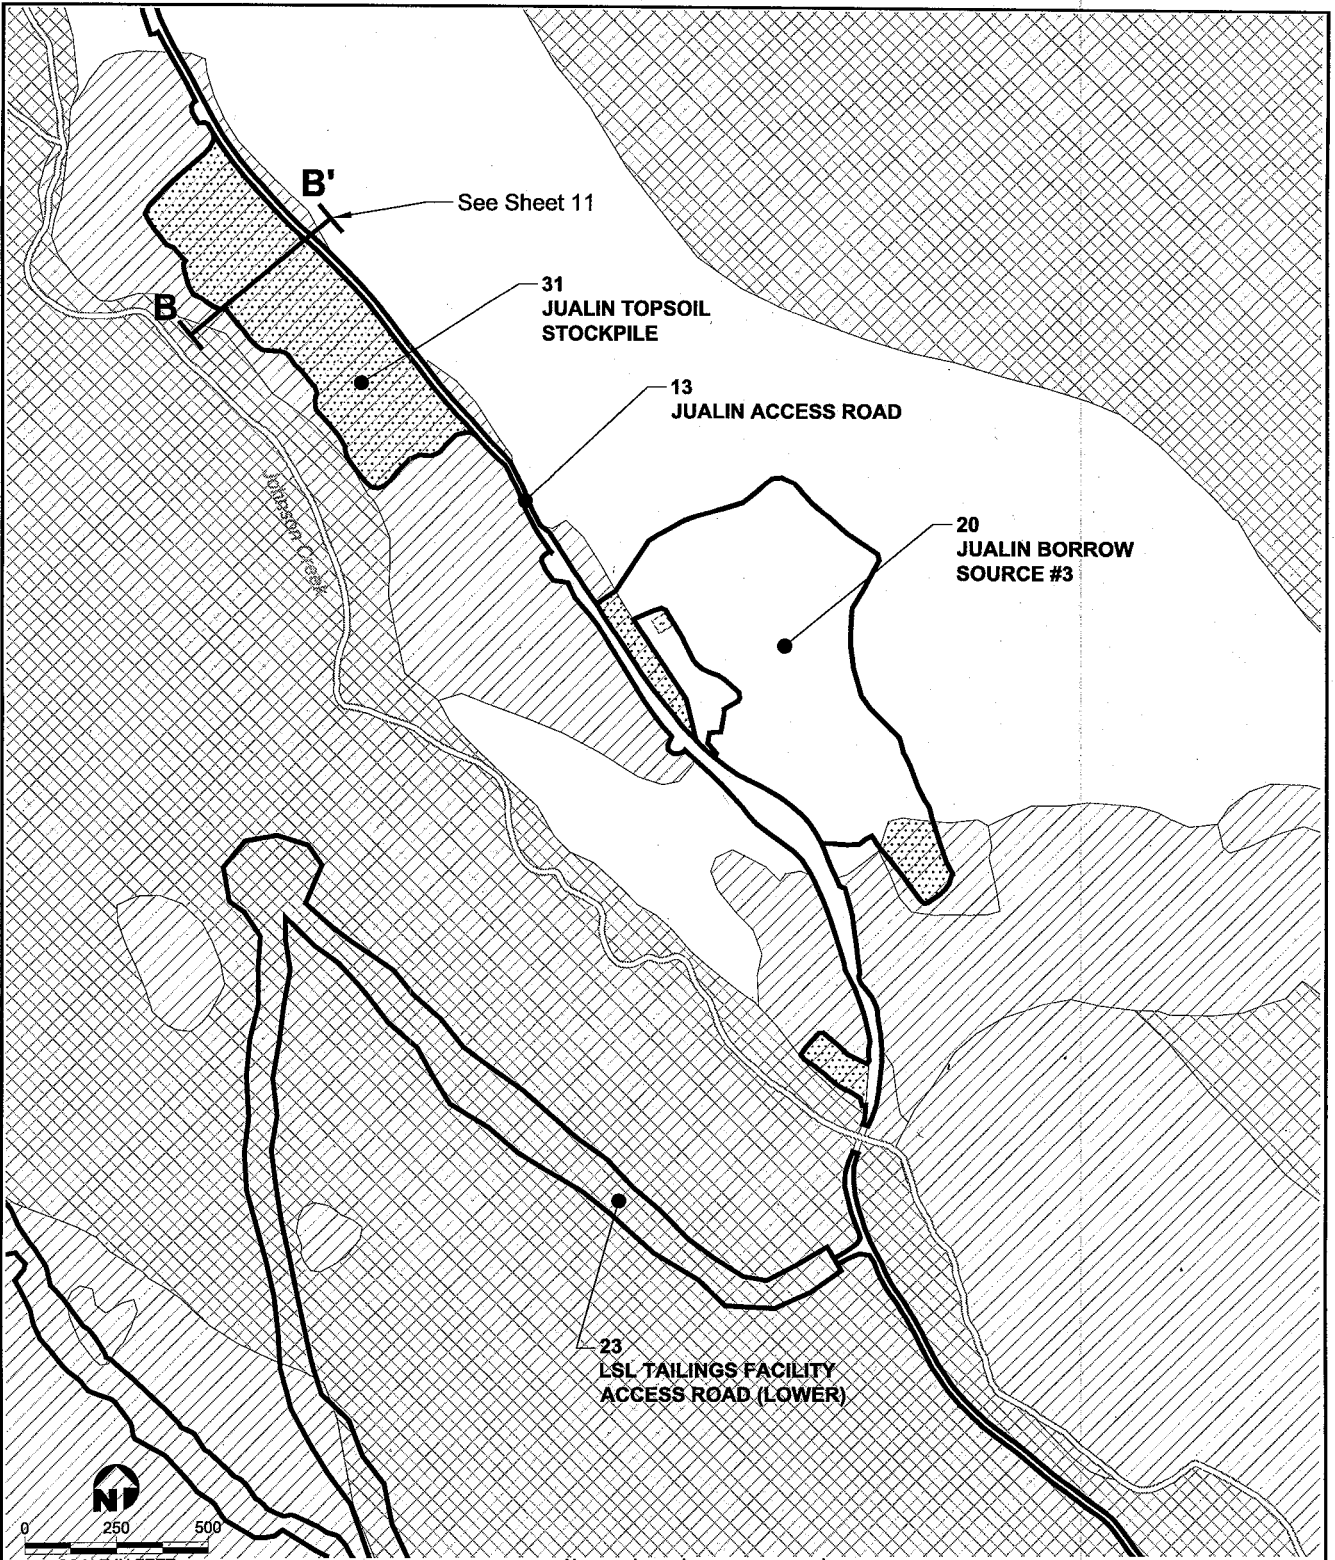 B'
See Sheet 11
B
31
JUALIN TOPSOIL
STOCKPILE
13
JUALIN ACCESS ROAD
Johnson Creek
20
JUALIN BORROW
SOURCE #3
23
LSL TAILINGS FACILITY
ACCESS ROAD (LOWER)
N
0 250 500